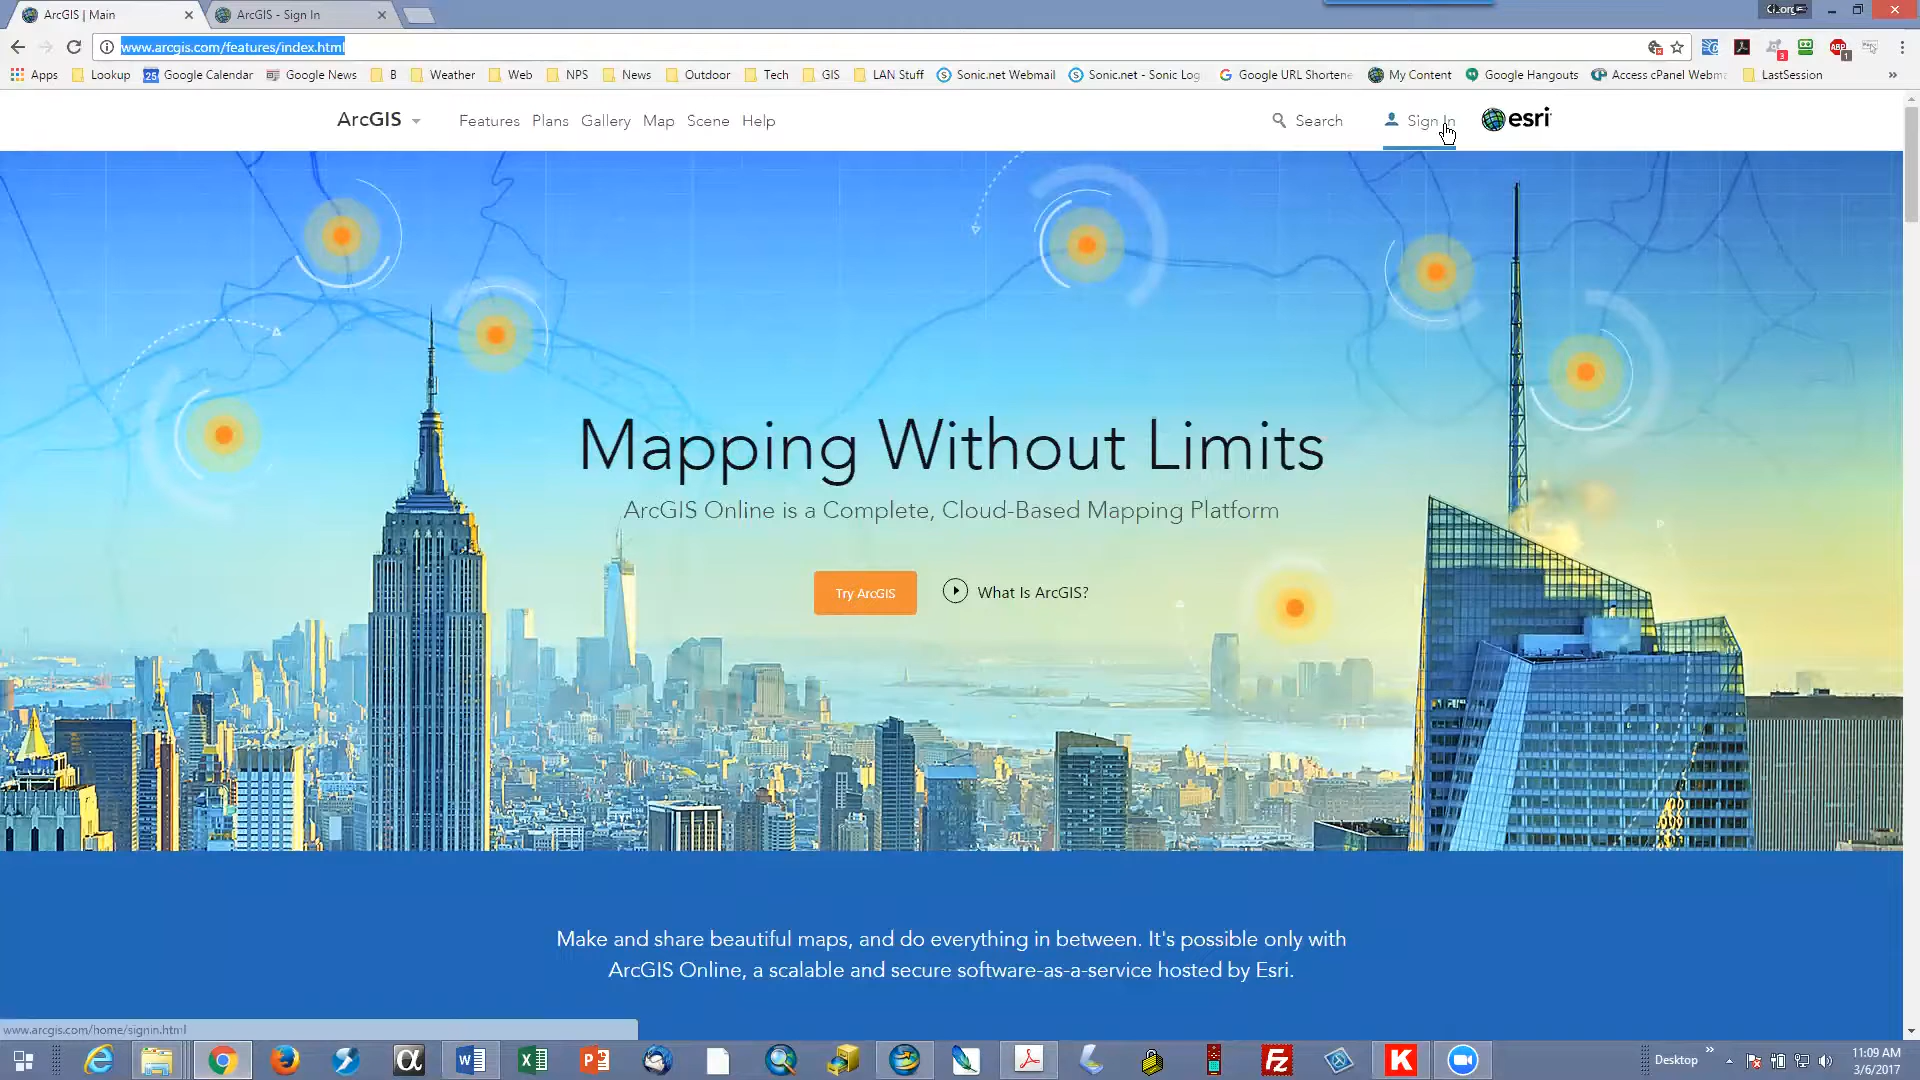 ArcGIS | Main
ArcGIS - Sign In
www.arcgis.com/features/index.html
Apps
Lookup
25
Google Calendar
Google News
B
Weather
Web
NPS
News
Outdoor
Tech
GIS
LAN Stuff
Sonic.net Webmail
Sonic.net - Sonic Log
Google URL Shortene
My Content
Google Hangouts
Access cPanel Webma
LastSession
3
ABP
1
ArcGIS
Features
Plans
Gallery
Map
Scene
Help
Search
Sign In
esri
Mapping Without Limits
ArcGIS Online is a Complete, Cloud-Based Mapping Platform
Try ArcGIS
What Is ArcGIS?
Make and share beautiful maps, and do everything in between. It's possible only with
ArcGIS Online, a scalable and secure software-as-a-service hosted by Esri.
www.arcgis.com/home/signin.html
Desktop
11:09 AM
3/6/2017